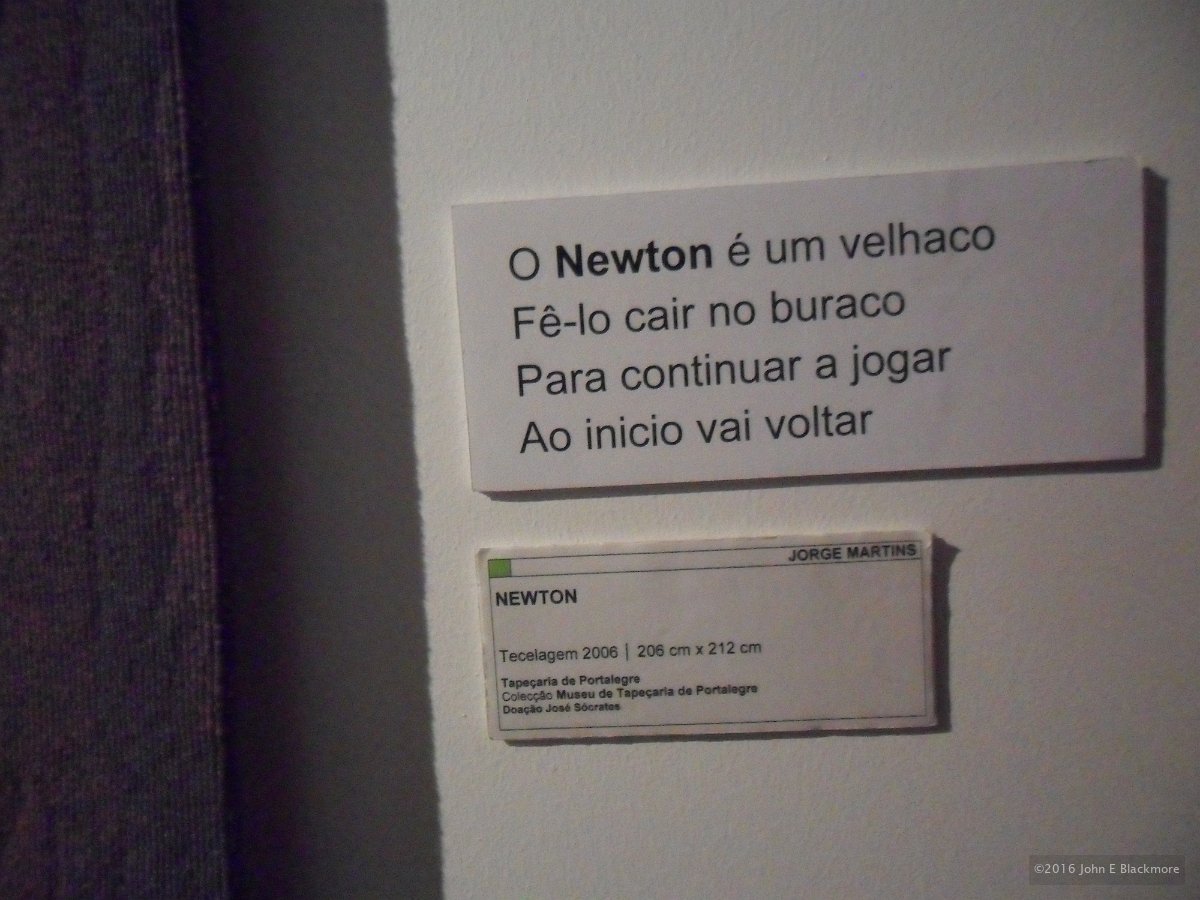 O Newton é um velhaco
Fê-lo cair no buraco
Para continuar a jogar
Ao inicio vai voltar
JORGE MARTINS
NEWTON
Tecelagem 2006 | 206 cm x 212 cm
Tapeçaria de Portalegre
Colecção Museu de Tapeçaria de Portalegre
Doação José Sócrates
©2016 John E Blackmore